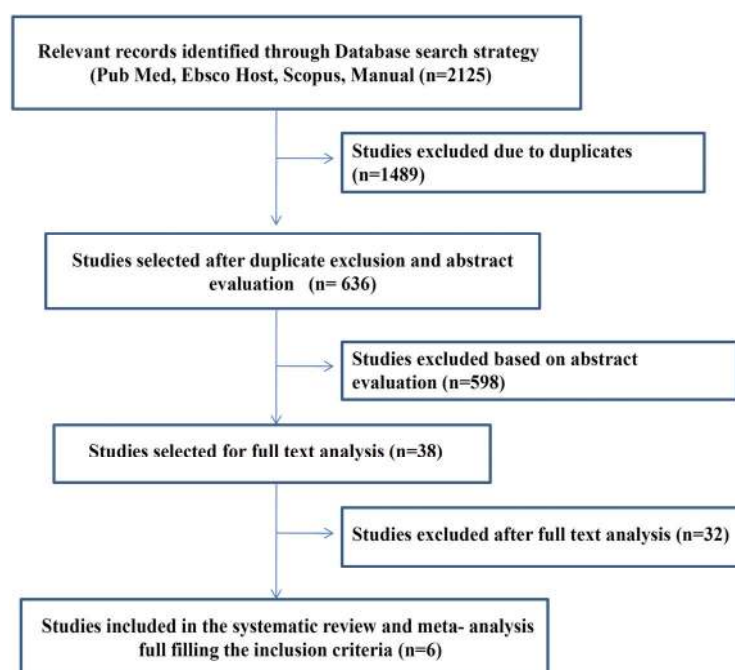 Relevant records identified through Database search strategy
(Pub Med, Ebsco Host, Scopus, Manual (n=2125)
Studies excluded due to duplicates
(n=1489)
Studies selected after duplicate exclusion and abstract
evaluation (n= 636)
Studies excluded based on abstract
evaluation (n=598)
Studies selected for full text analysis (n=38)
Studies excluded after full text analysis (n=32)
Studies included in the systematic review and meta- analysis
full filling the inclusion criteria (n=6)